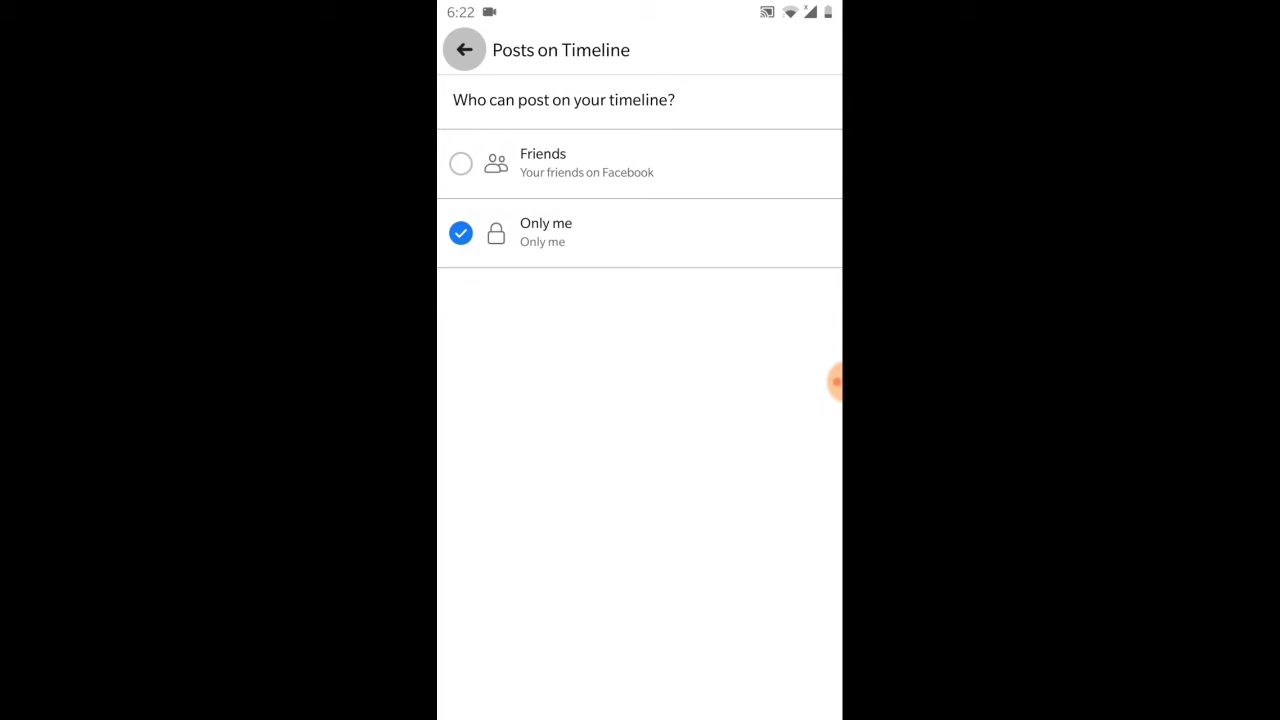 6:22
Posts on Timeline
Who can post on your timeline?
Friends
Your friends on Facebook
Only me
Only me